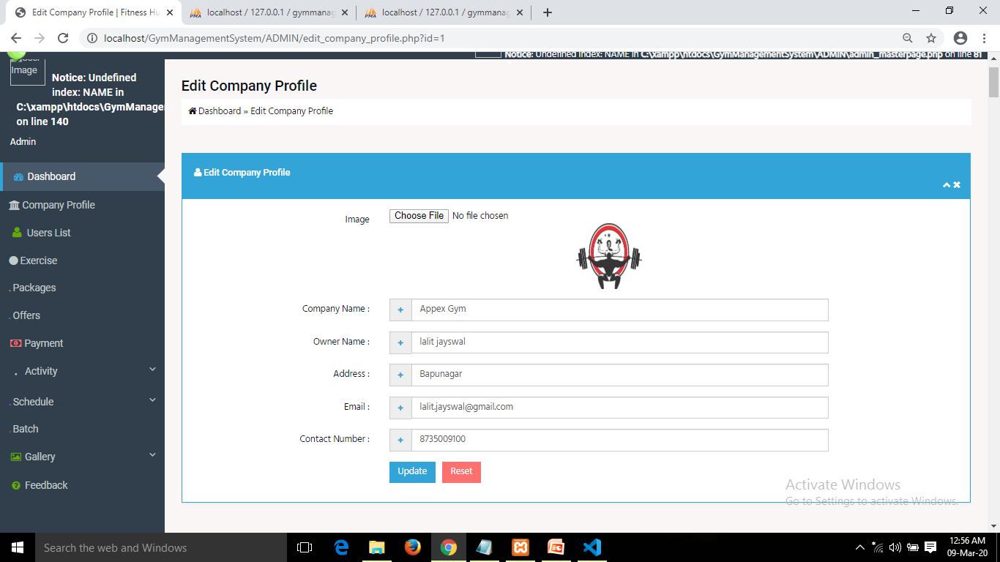 Edit Company Profile | Fitness Hu
localhost / 127.0.0.1 / gymmanag
localhost / 127.0.0.1 / gymmanag
localhost/GymManagementSystem/ADMIN/edit_company_profile.php?id=1
Notice: Undefined index: NAME in C:\xampp\htdocs\GymManagementSystem\ADMIN\admin_masterpage.php on line 81
Image
Notice: Undefined
index: NAME in
C:\xampp\htdocs\GymManage
on line 140
Admin
Dashboard
Company Profile
Users List
Exercise
Packages
Offers
Payment
Activity
Schedule
Batch
Gallery
Feedback
Edit Company Profile
Dashboard » Edit Company Profile
Edit Company Profile
Image
Choose File No file chosen
Company Name : Appex Gym
Owner Name : lalit jayswal
Address : Bapunagar
Email : lalit.jayswal@gmail.com
Contact Number : 8735009100
Update Reset
Activate Windows
Go to Settings to activate Windows.
Search the web and Windows
12:56 AM
09-Mar-20